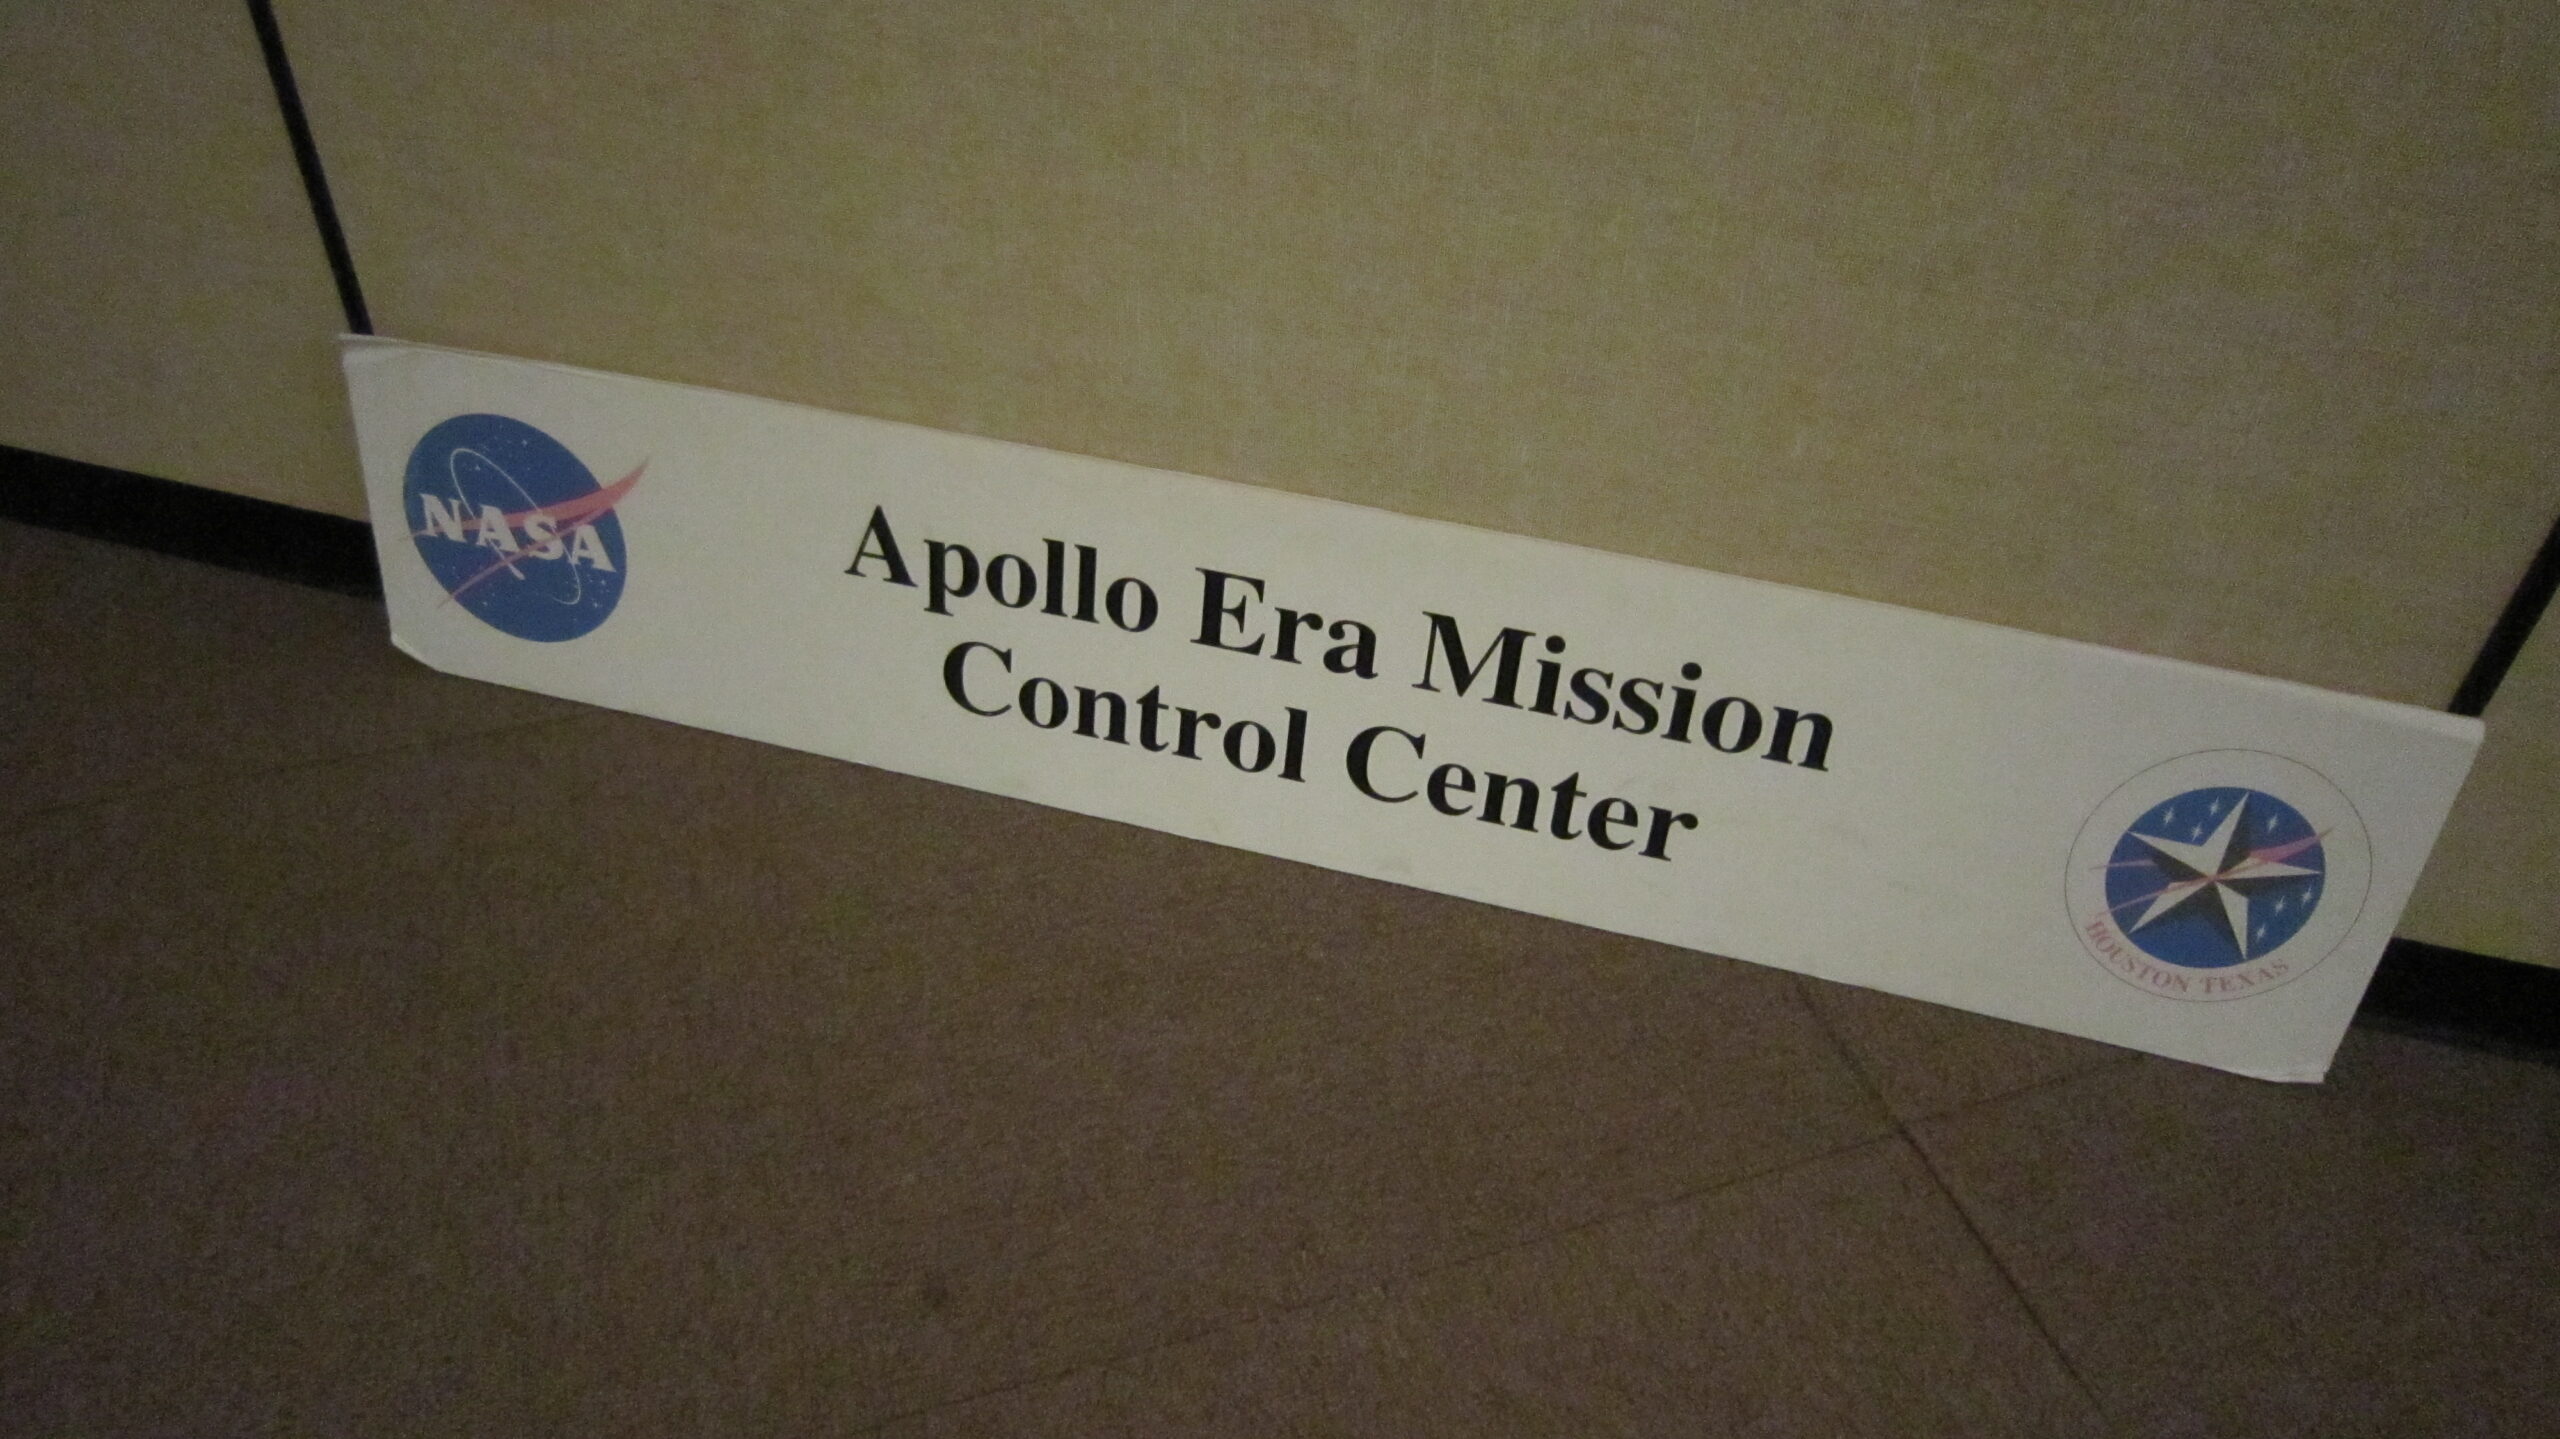 NASA
Apollo Era Mission
Control Center
HOUSTON TEXAS